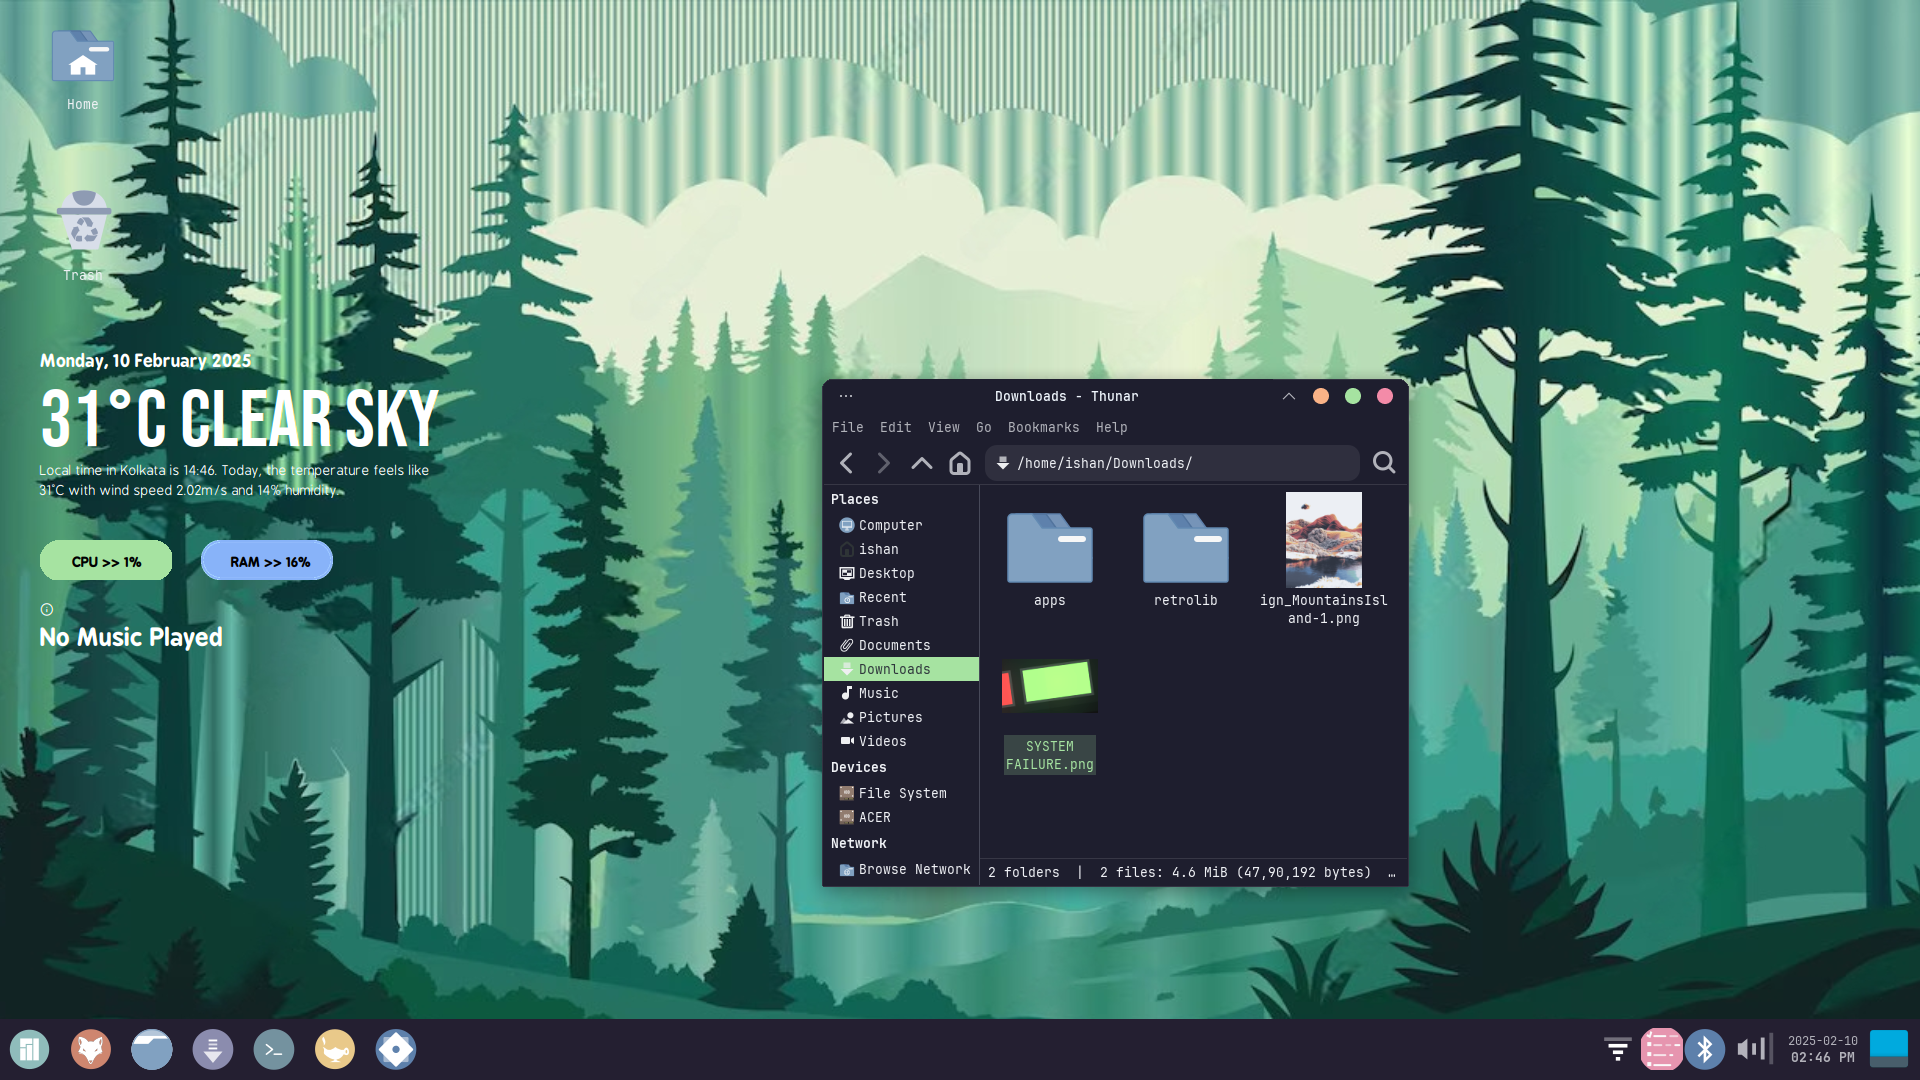 Home
Trash
Monday, 10 February 2025
31°C CLEAR SKY
Local time in Kolkata is 14:46. Today, the temperature feels like
31°C with wind speed 2.02m/s and 14% humidity.
CPU >> 1%
RAM >> 16%
No Music Played
Downloads - Thunar
File Edit View Go Bookmarks Help
/home/ishan/Downloads/
Places
Computer
ishan
Desktop
Recent
Trash
Documents
Downloads
Music
Pictures
Videos
Devices
File System
ACER
Network
Browse Network
apps
retrolib
ign_MountainsIsl
and-1.png
SYSTEM
FAILURE.png
2 folders | 2 files: 4.6 MiB (47,90,192 bytes) …
2025-02-10
02:46 PM